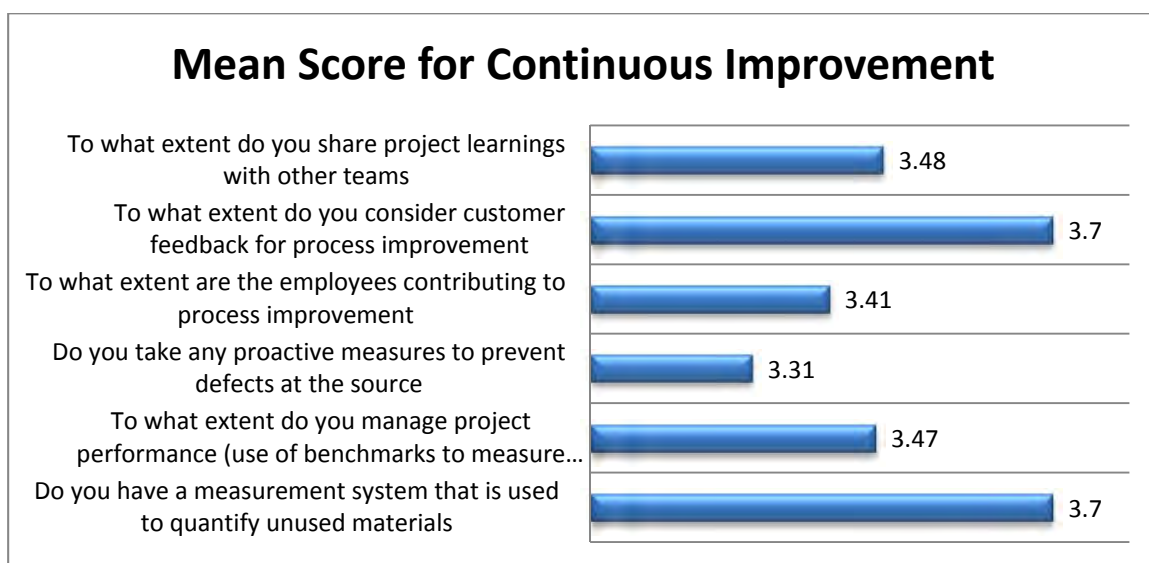 Mean Score for Continuous Improvement
To what extent do you share project learnings
with other teams
3.48
To what extent do you consider customer
feedback for process improvement
3.7
To what extent are the employees contributing to
process improvement
3.41
Do you take any proactive measures to prevent
defects at the source
3.31
To what extent do you manage project
performance (use of benchmarks to measure…
3.47
Do you have a measurement system that is used
to quantify unused materials
3.7